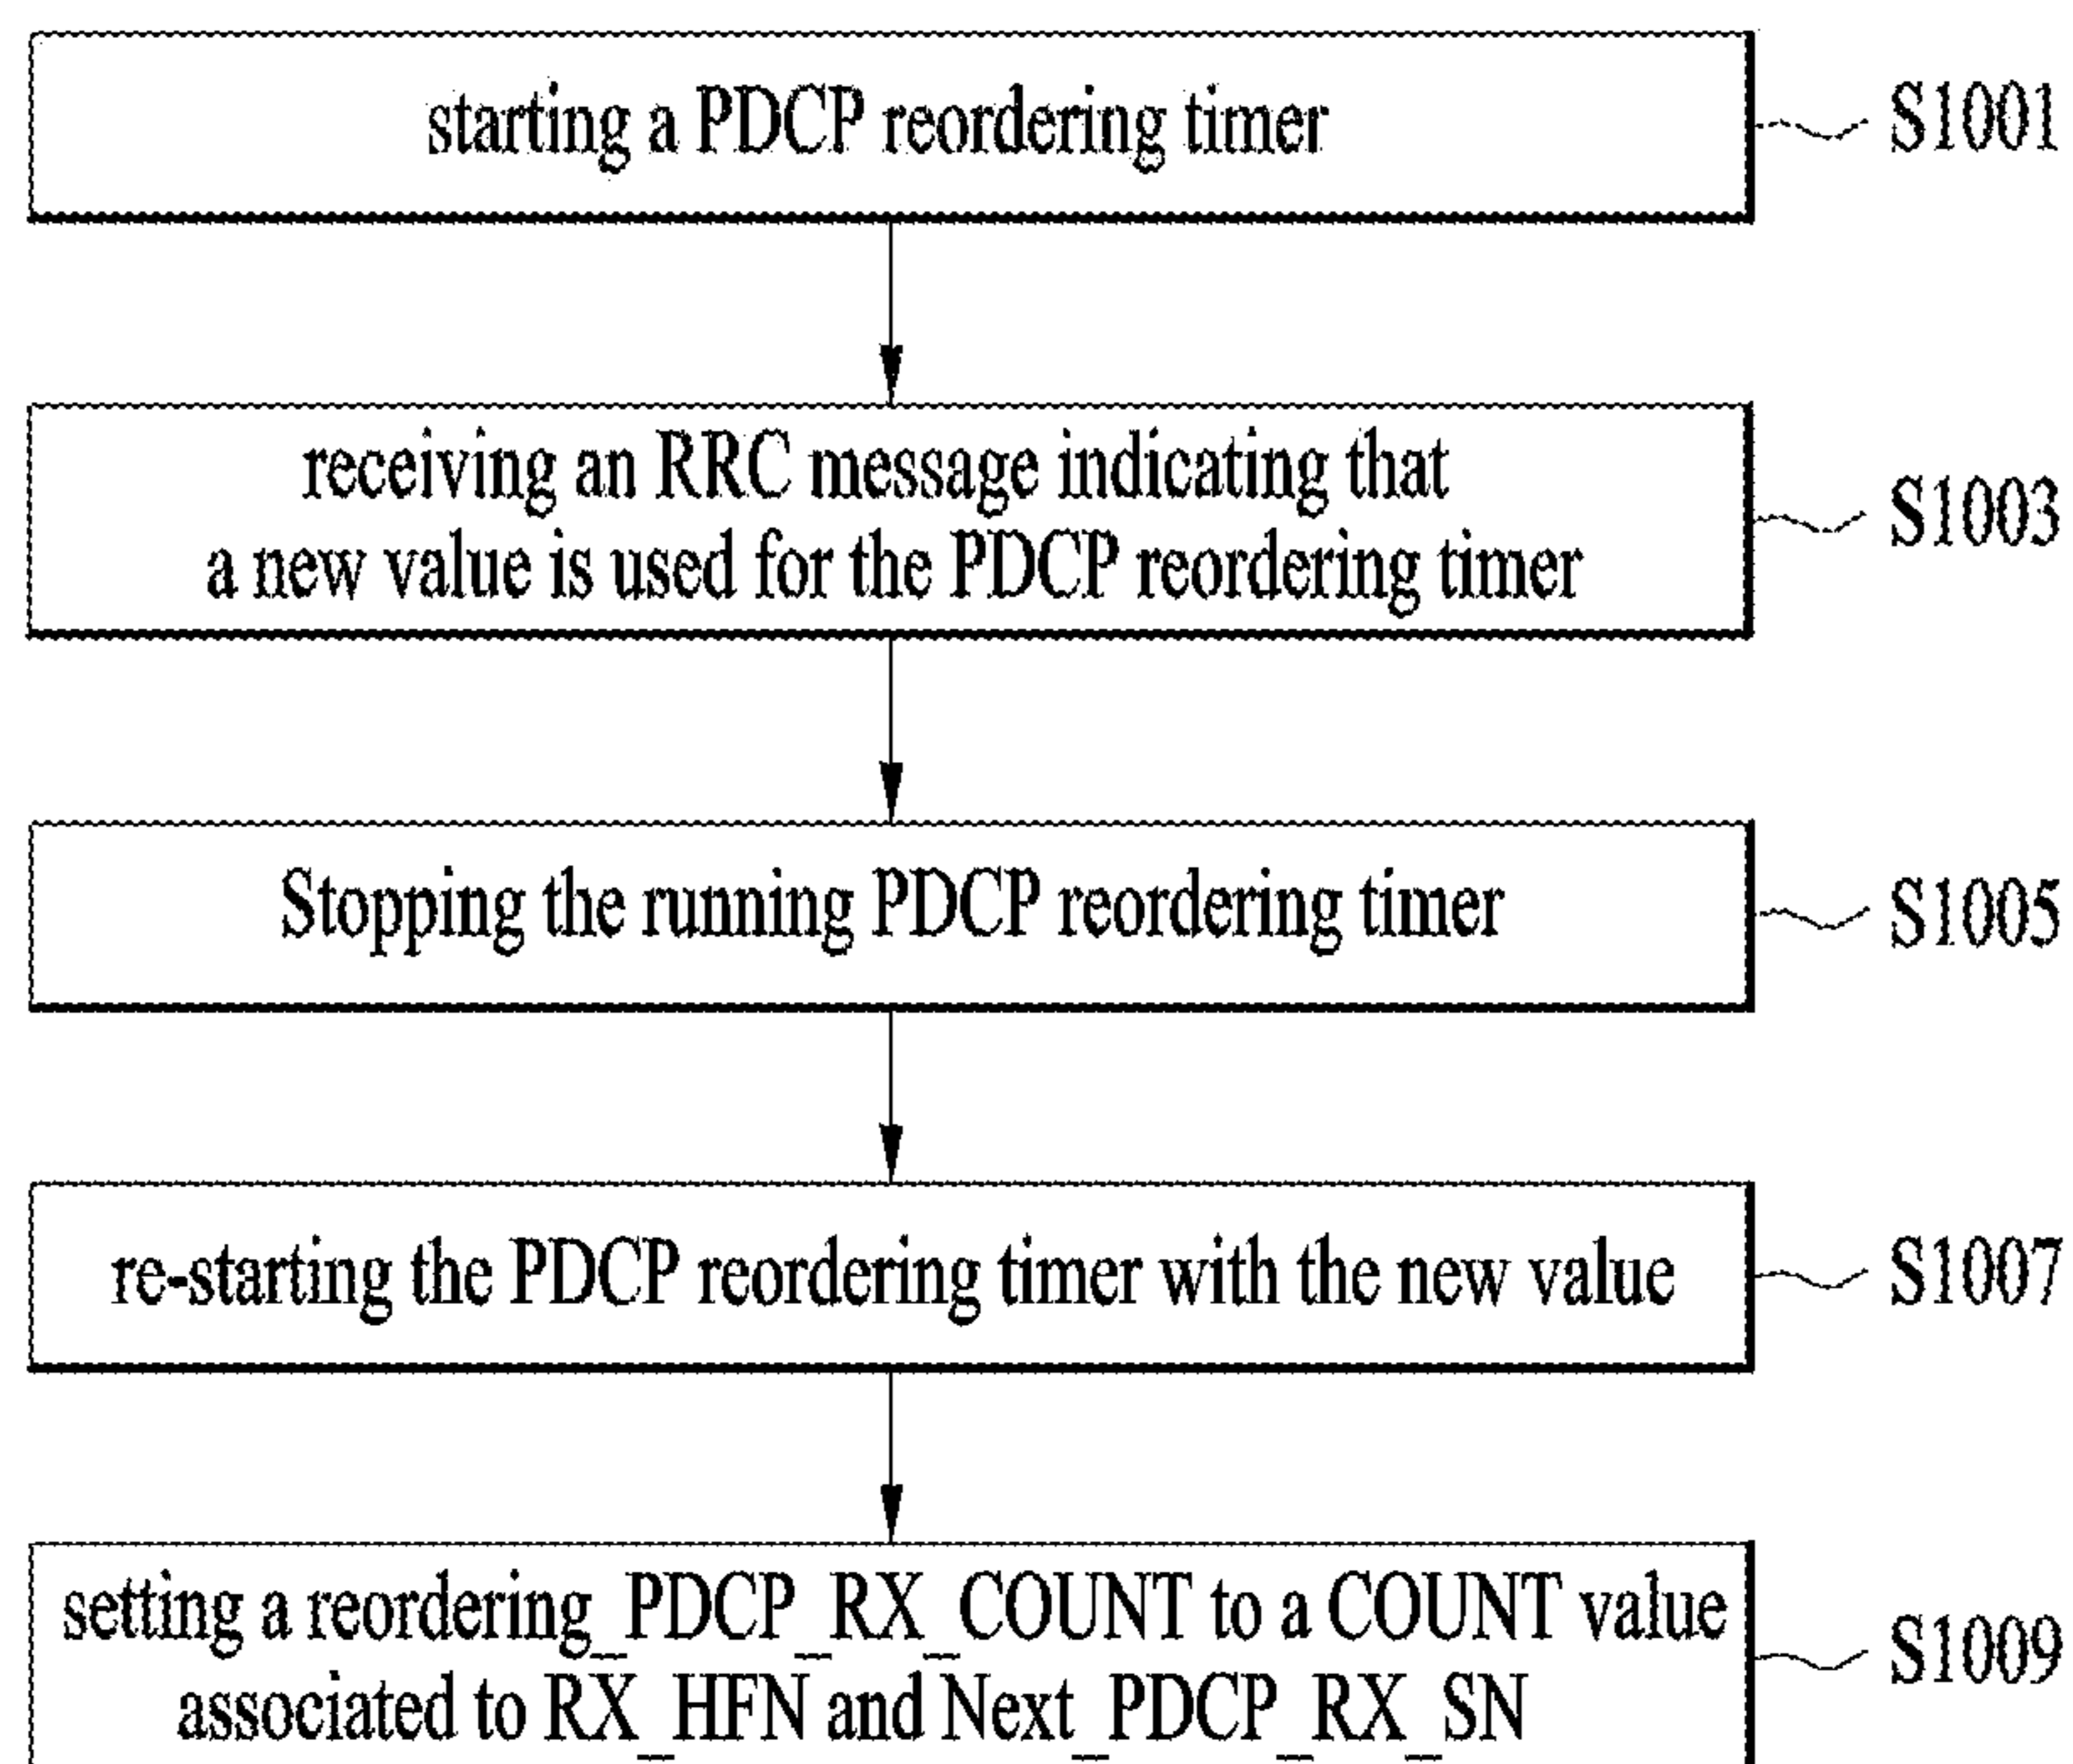 starting a PDCP reordering timer
S1001
receiving an RRC message indicating that
a new value is used for the PDCP reordering timer
S1003
Stopping the running PDCP reordering timer
S1005
re-starting the PDCP reordering timer with the new value
S1007
setting a reordering_PDCP_RX_COUNT to a COUNT value
associated to RX_HFN and Next_PDCP_RX_SN
S1009